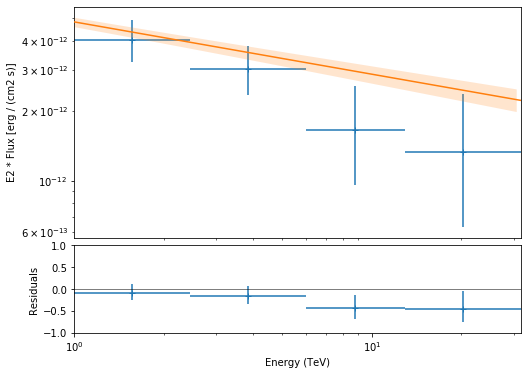 E2 * Flux [erg / (cm2 s)]
4 × 10⁻¹²
3 × 10⁻¹²
2 × 10⁻¹²
10⁻¹²
6 × 10⁻¹³
Residuals
1.0
0.5
0.0
−0.5
−1.0
10⁰
10¹
Energy (TeV)